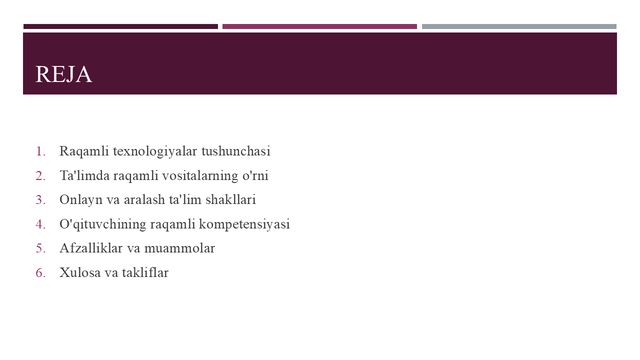 REJA
1. Raqamli texnologiyalar tushunchasi
2. Ta'limda raqamli vositalarning o'rni
3. Onlayn va aralash ta'lim shakllari
4. O'qituvchining raqamli kompetensiyasi
5. Afzalliklar va muammolar
6. Xulosa va takliflar